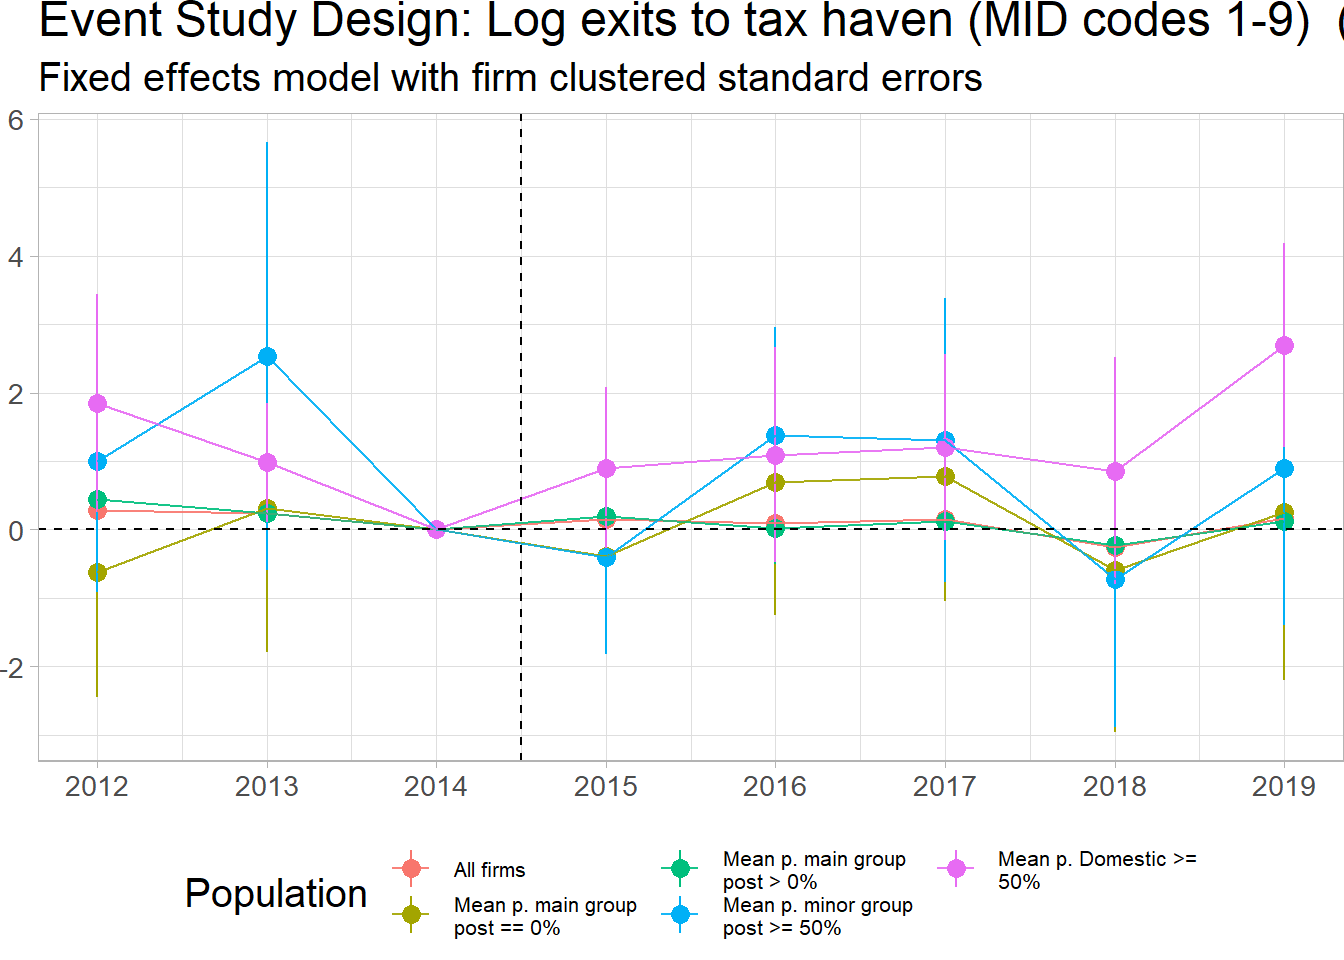 Event Study Design: Log exits to tax haven (MID codes 1-9) (
Fixed effects model with firm clustered standard errors
6
4
2
0
-2
2012 2013 2014 2015 2016 2017 2018 2019
Population
All firms
Mean p. main group
post == 0%
Mean p. main group
post > 0%
Mean p. minor group
post >= 50%
Mean p. Domestic >=
50%